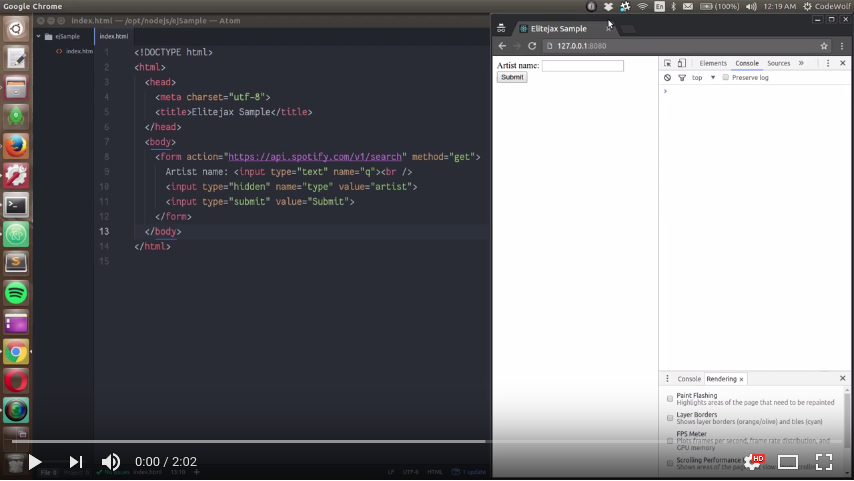 Google Chrome
En
(100%)
12:19 AM
CodeWolf
index.html — /opt/nodejs/ejSample — Atom
ejSample
index.htm
index.html
1 <!DOCTYPE html>
2 <html>
3 <head>
4 <meta charset="utf-8">
5 <title>Elitejax Sample</title>
6 </head>
7 <body>
8 <form action="https://api.spotify.com/v1/search" method="get">
9 Artist name: <input type="text" name="q"><br />
10 <input type="hidden" name="type" value="artist">
11 <input type="submit" value="Submit">
12 </form>
13 </body>
14 </html>
15
Elitejax Sample
127.0.0.1:8080
Artist name:
Submit
Elements Console Sources »
top Preserve log
Console Rendering
Paint Flashing
Highlights areas of the page that need to be repainted
Layer Borders
Shows layer borders (orange/olive) and tiles (cyan)
FPS Meter
Plots frames per second, frame rate distribution, and
GPU memory.
Scrolling Performance
Shows areas of the page
0:00 / 2:02
HD
File 0
index.html
LF UTF-8 HTML 1 update